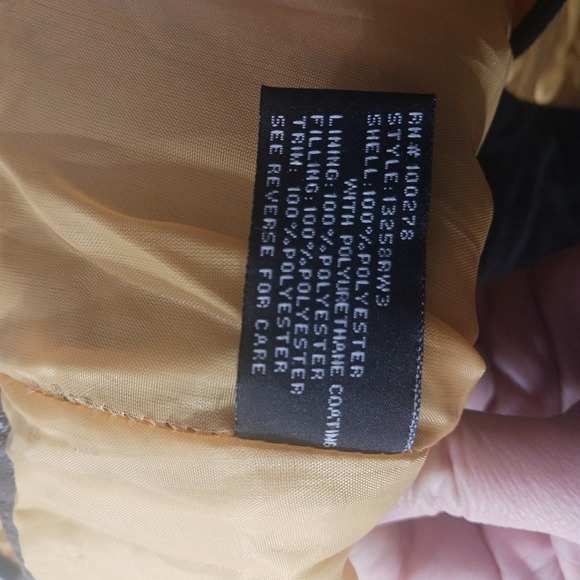 RN#100278
STYLE:13258RW3
SHELL:100%POLYESTER
WITH POLYURETHANE COATING
LINING:100%POLYESTER
FILLING:100%POLYESTER
TRIM: 100%POLYESTER
SEE REVERSE FOR CARE